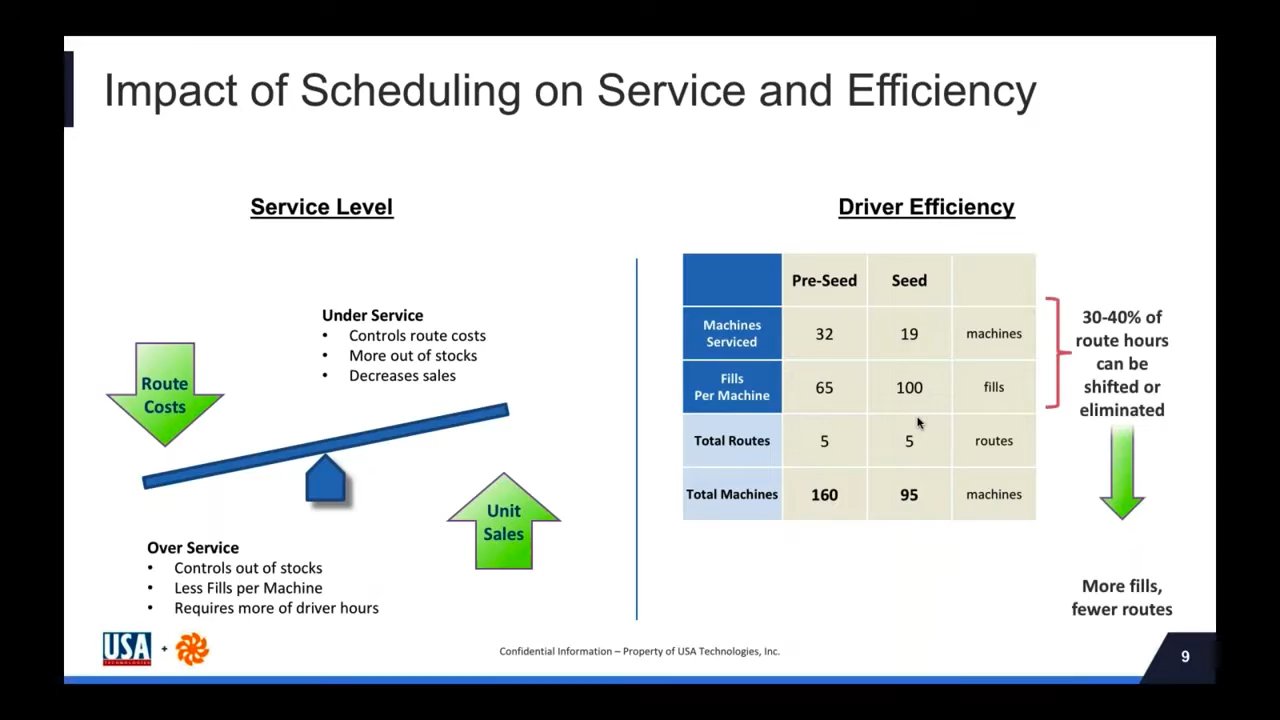 Impact of Scheduling on Service and Efficiency
Service Level
Under Service
• Controls route costs
• More out of stocks
• Decreases sales
Route
Costs
Unit
Sales
Over Service
• Controls out of stocks
• Less Fills per Machine
• Requires more of driver hours
Driver Efficiency
Pre-Seed Seed
Machines
Serviced 32 19 machines
Fills
Per Machine 65 100 fills
Total Routes 5 5 routes
Total Machines 160 95 machines
30-40% of
route hours
can be
shifted or
eliminated
More fills,
fewer routes
USA
TECHNOLOGIES
+
Confidential Information – Property of USA Technologies, Inc.
9